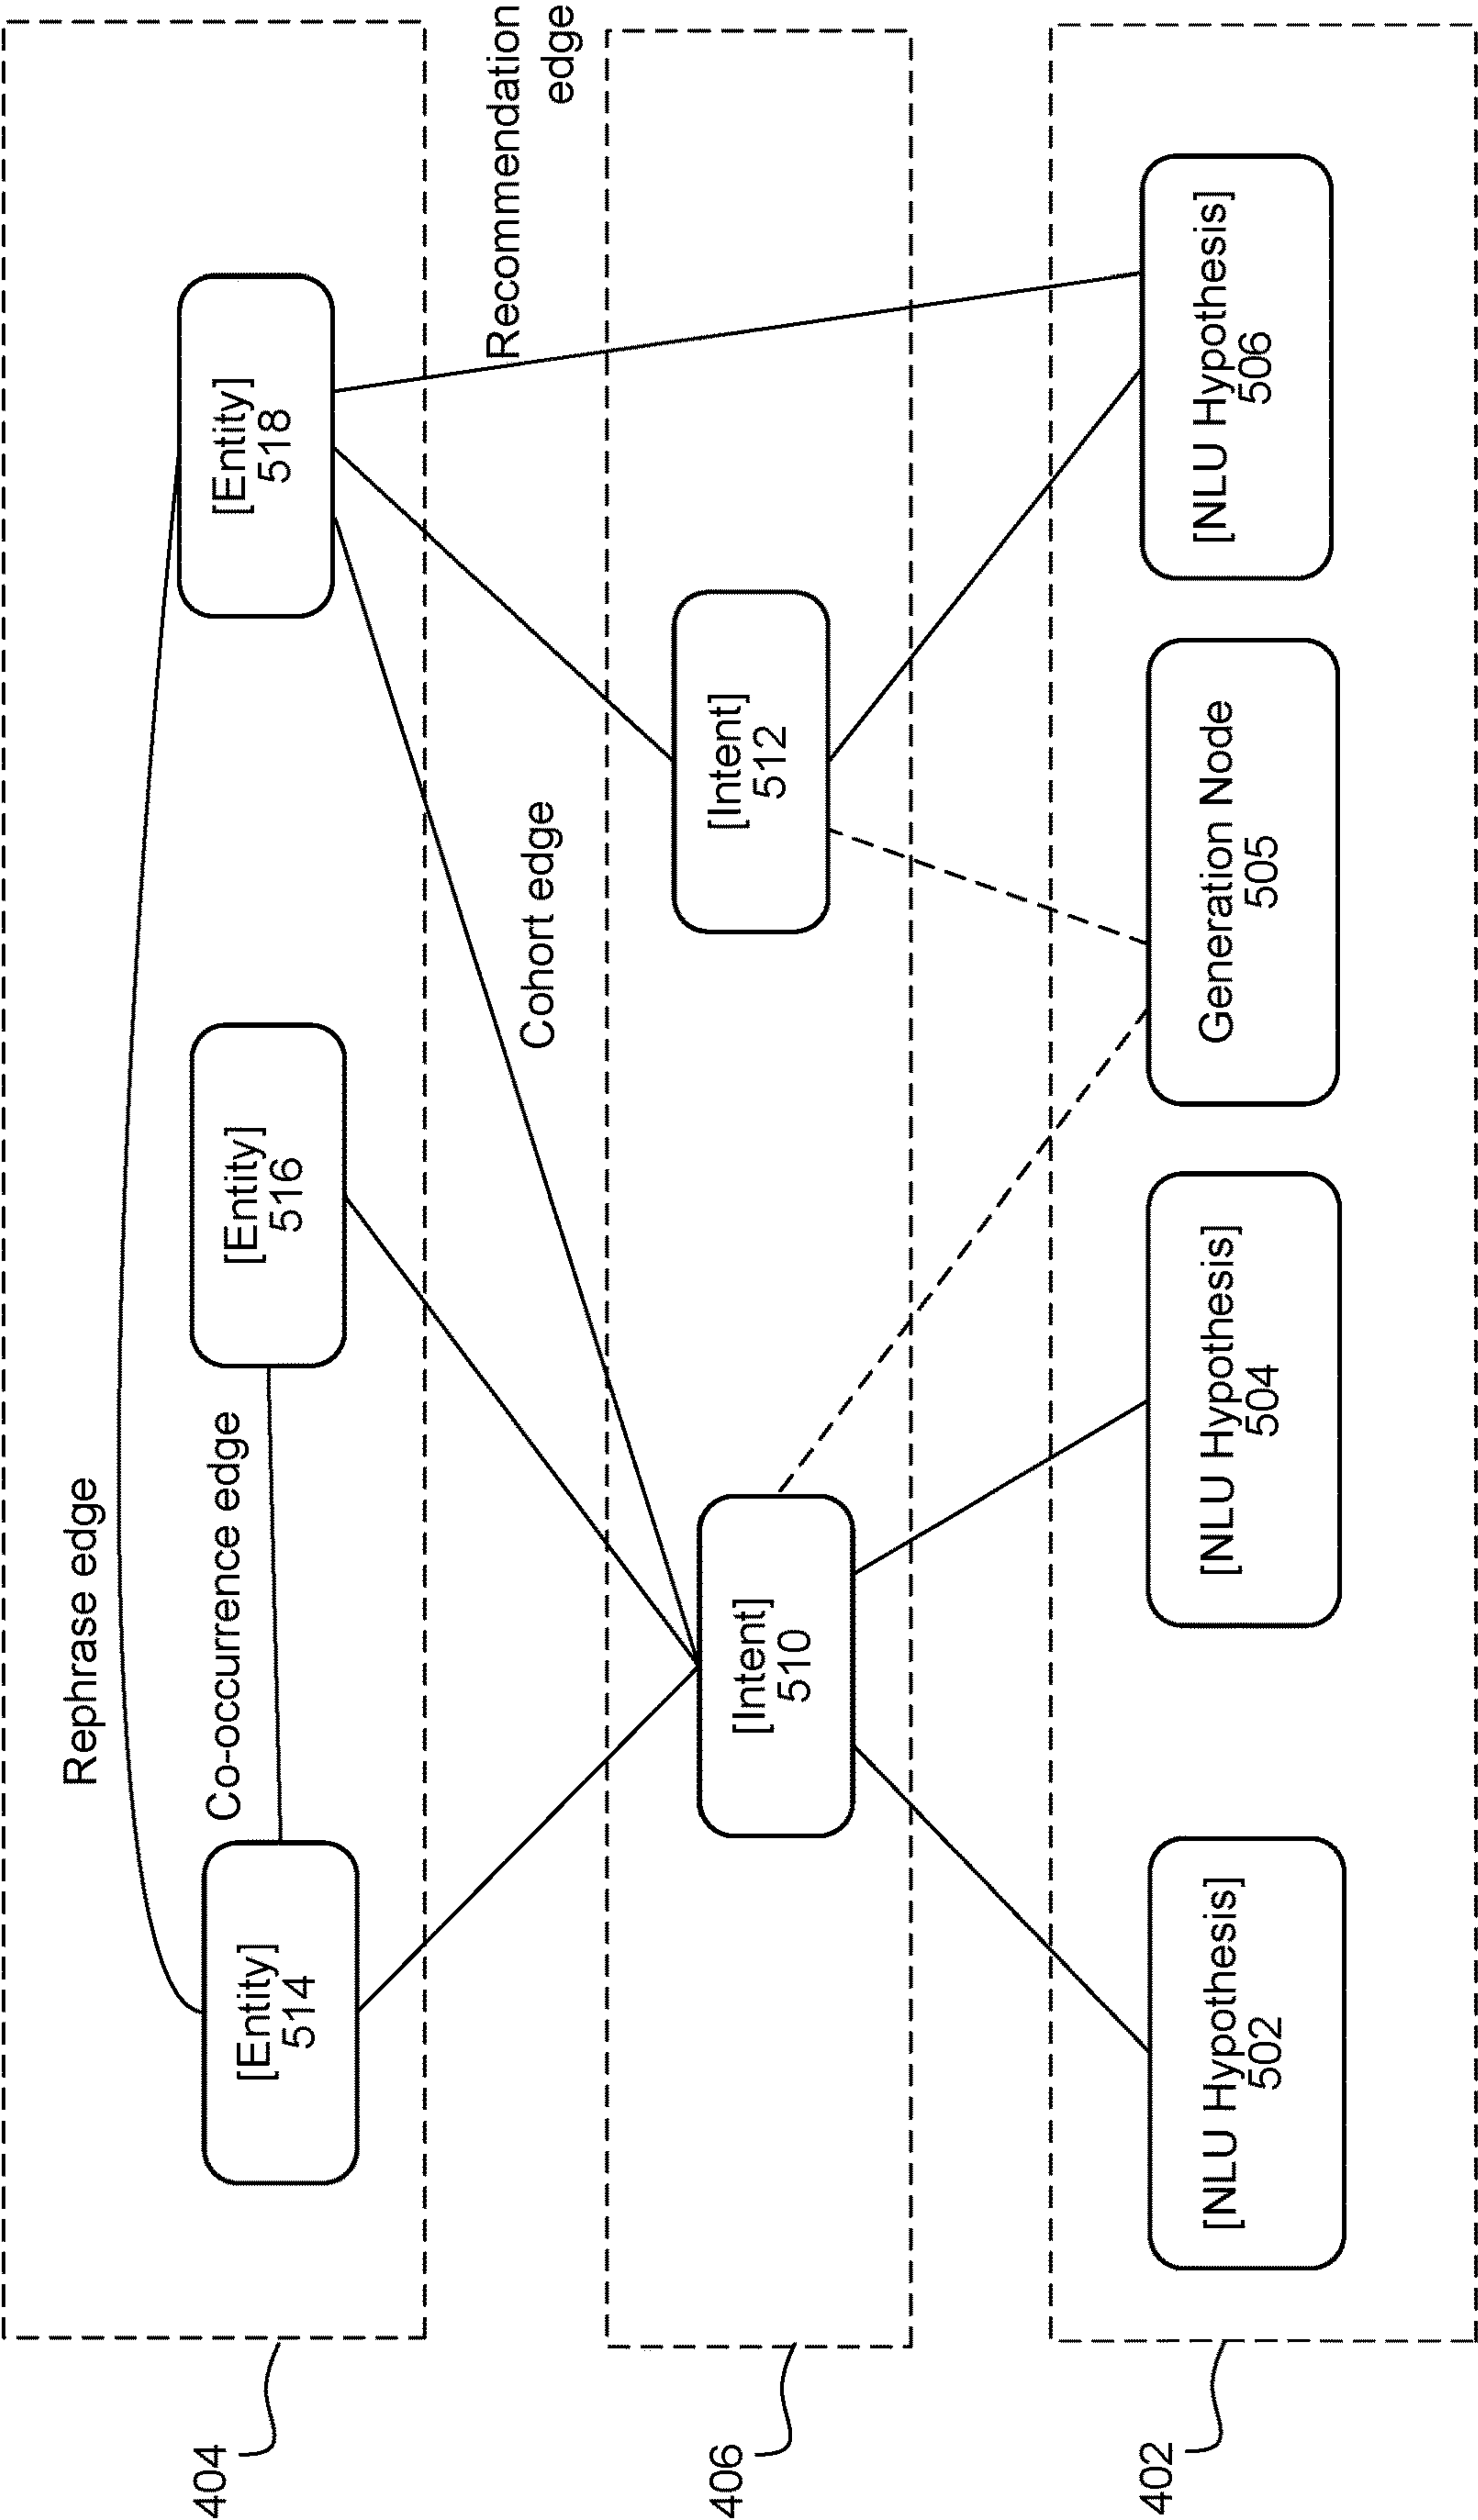 404
Rephrase edge
Co-occurrence edge
[Entity]
514
[Entity]
516
[Entity]
518
Recommendation
edge
Cohort edge
406
[Intent]
510
[Intent]
512
402
[NLU Hypothesis]
502
[NLU Hypothesis]
504
Generation Node
505
[NLU Hypothesis]
506